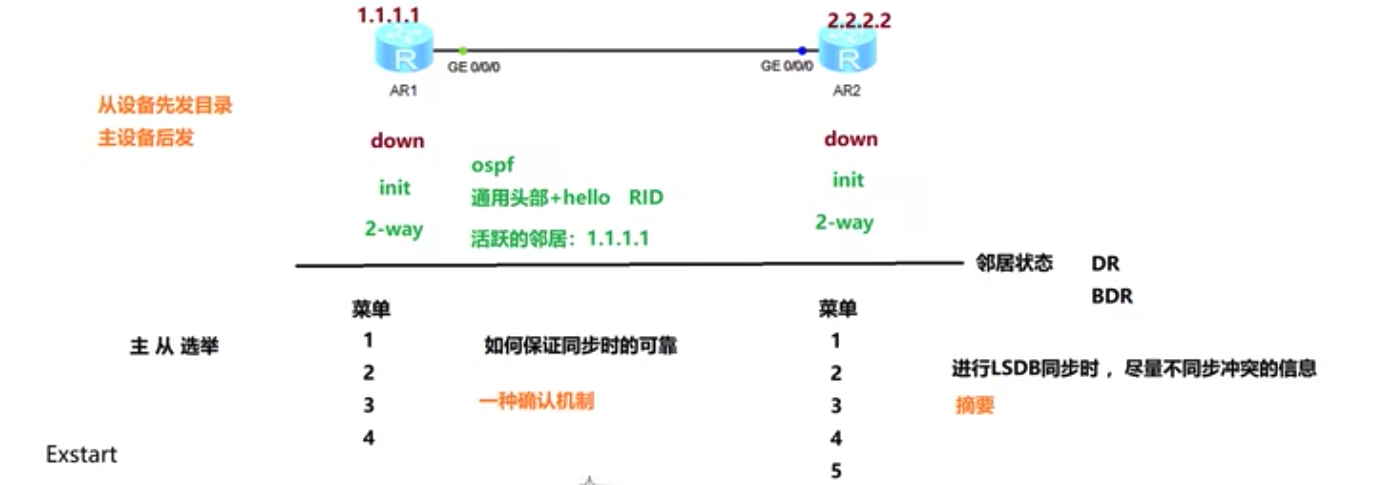 1.1.1.1
2.2.2.2
R
R
GE 0/0/0
GE 0/0/0
AR1
AR2
从设备先发目录
主设备后发
down
down
ospf
init
init
通用头部+hello RID
2-way
2-way
活跃的邻居：1.1.1.1
邻居状态 DR
BDR
菜单
菜单
主 从 选举
1
如何保证同步时的可靠
1
2
2
进行LSDB同步时 ，尽量不同步冲突的信息
3
一种确认机制
3
摘要
4
4
Exstart
5